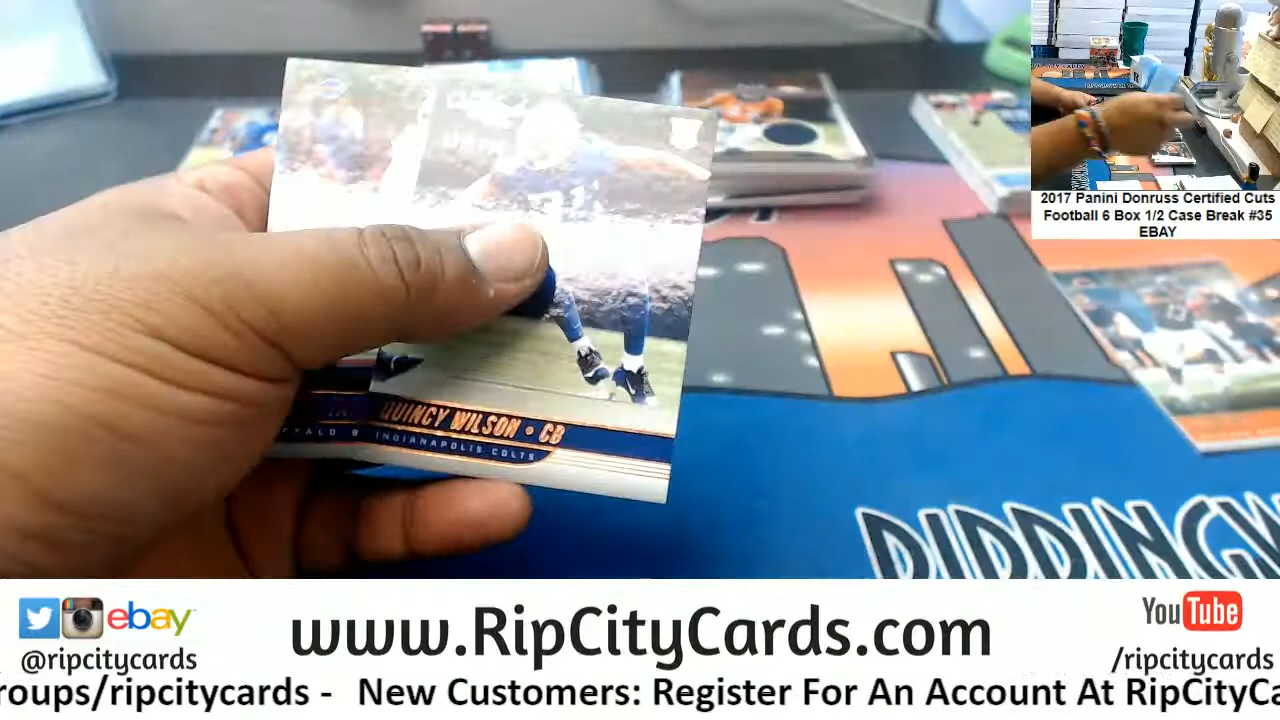 2017 Panini Donruss Certified Cuts
Football 6 Box 1/2 Case Break #35
EBAY
QUINCY WILSON • CB
INDIANAPOLIS COLTS
ebay
@ripcitycards
www.RipCityCards.com
YouTube
/ripcitycards
roups/ripcitycards - New Customers: Register For An Account At RipCityCa